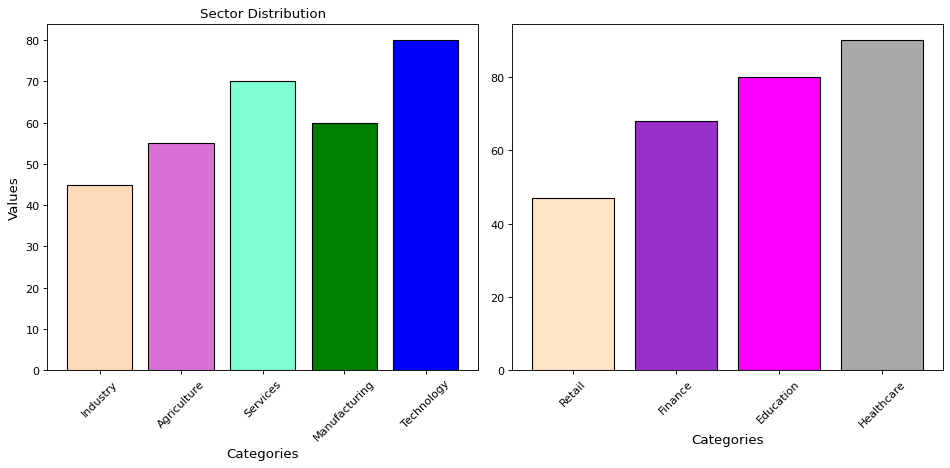 Sector Distribution
Values
80
70
60
50
40
30
20
10
0
Industry
Agriculture
Services
Manufacturing
Technology
Categories
80
60
40
20
0
Retail
Finance
Education
Healthcare
Categories